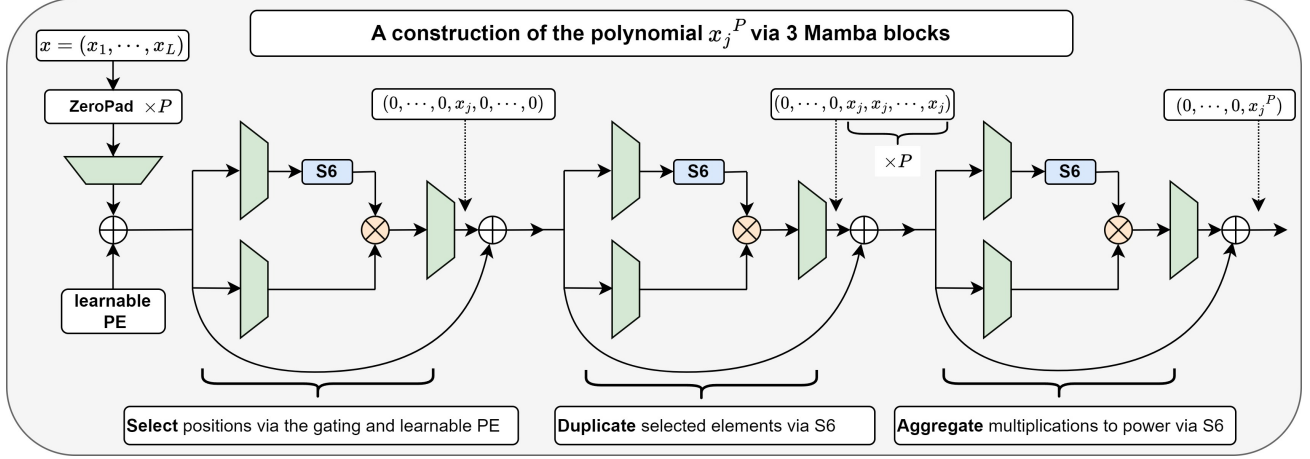 A construction of the polynomial x_j^P via 3 Mamba blocks
x = (x_1, ⋯, x_L)
ZeroPad ×P
learnable
PE
(0, ⋯, 0, x_j, 0, ⋯, 0)
S6
(0, ⋯, 0, x_j, x_j, ⋯, x_j)
×P
S6
(0, ⋯, 0, x_j^P)
S6
Select positions via the gating and learnable PE
Duplicate selected elements via S6
Aggregate multiplications to power via S6